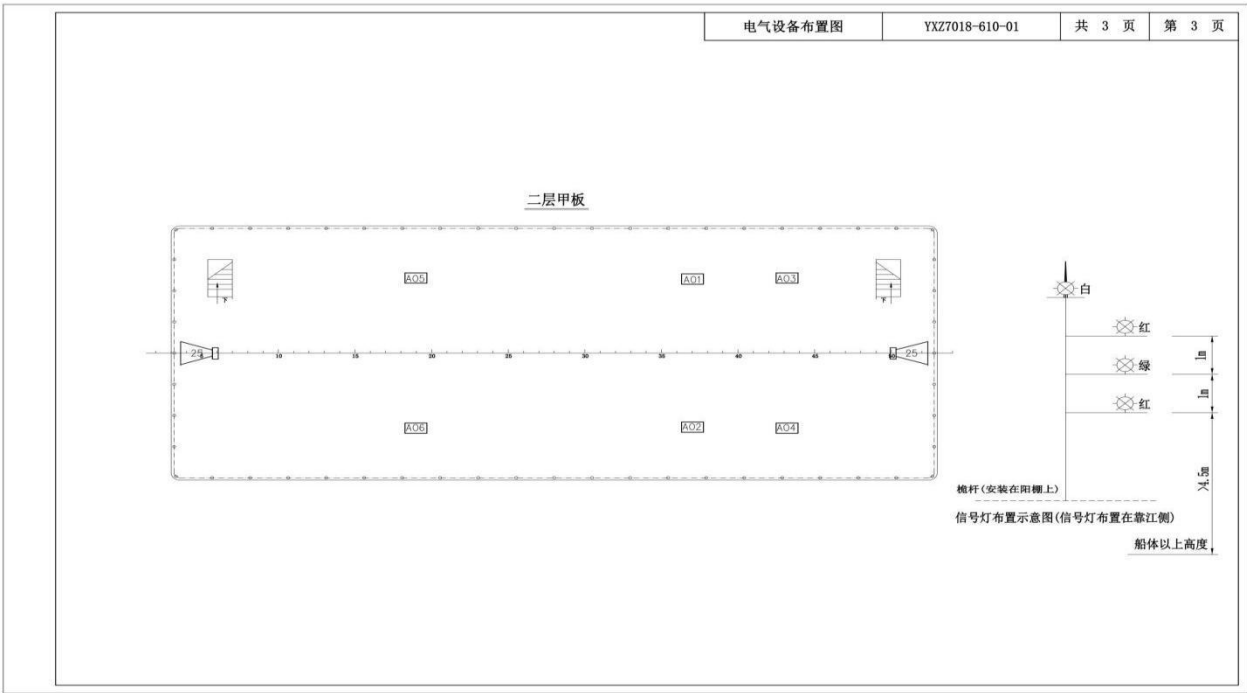 电气设备布置图 YXZ7018-610-01 共 3 页 第 3 页
二层甲板
A05 A01 A03
下 下
白
红
1m
绿
1m
红
25 10 15 20 25 30 35 40 45 50 25
A06 A02 A04
>4.5m
桅杆(安装在阳棚上)
信号灯布置示意图(信号灯布置在靠江侧)
船体以上高度